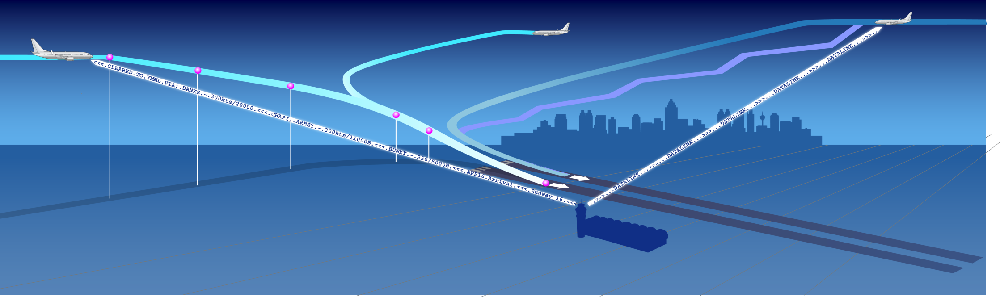 <<<.CLEARED.TO.YMML.VIA:.DANKS.-.300kts/28000.<<<.CHAPI,.ARBEY.-.300kts/11000B.<<<.BUNKY.-.250/5000B.<<<.ARB16.Arrival.<<<.Runway_16.<<<
..>>>...DATALINK...>>>...DATALINK...>>>...DATALINK...>>>...DATALINK...>>>...DATALINK...>>>...DATALINK...>>>..